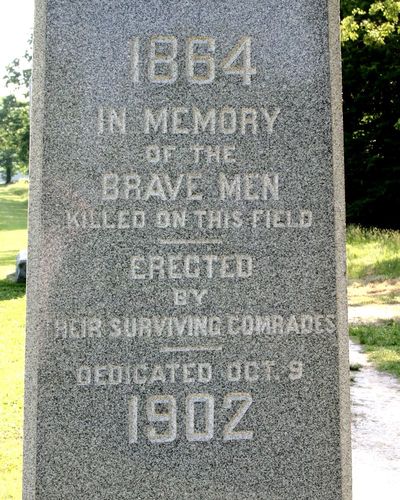 1864
IN MEMORY
OF THE
BRAVE MEN
KILLED ON THIS FIELD
ERECTED
BY
THEIR SURVIVING COMRADES
DEDICATED OCT. 9
1902